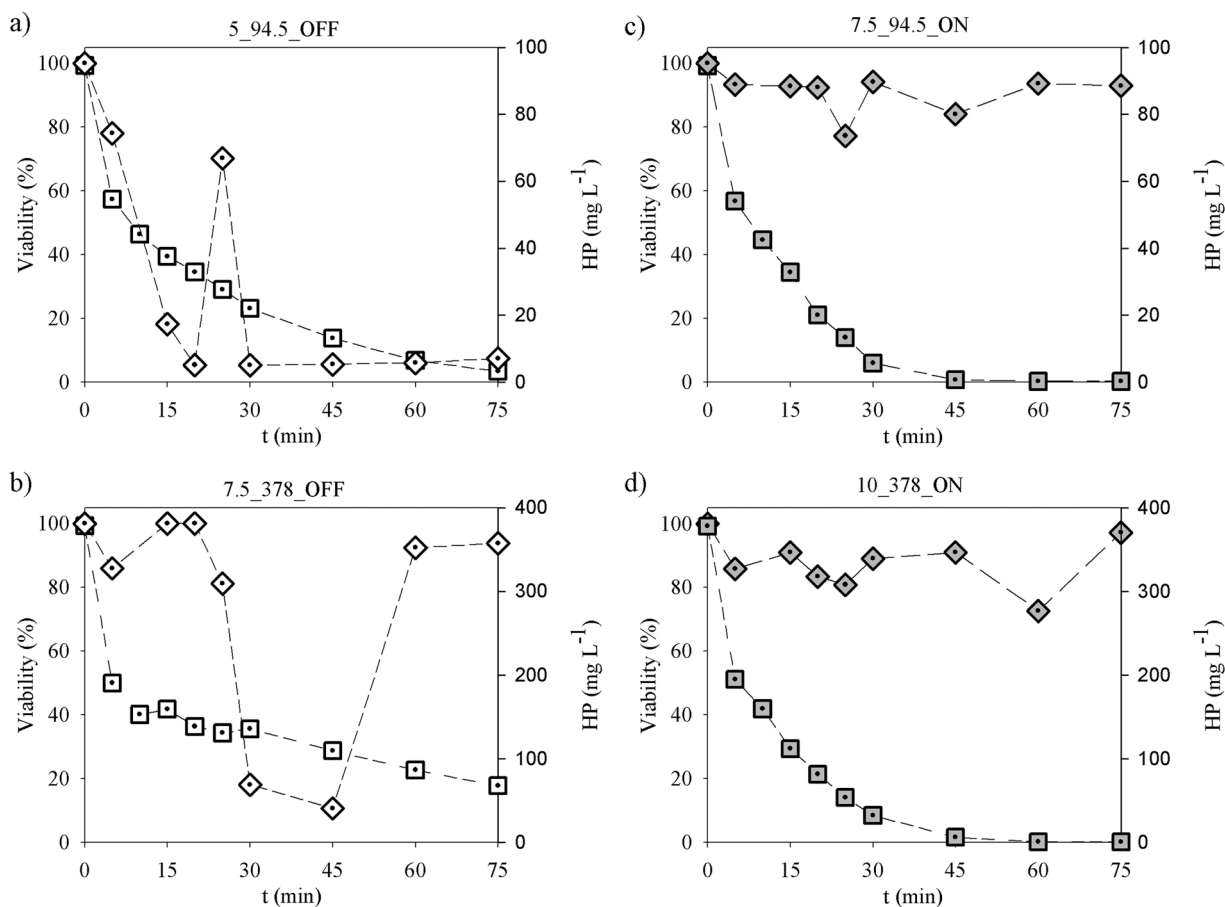 a)
5_94.5_OFF
Viability (%)
100
80
60
40
20
0
HP (mg L-1)
100
80
60
40
20
0
0 15 30 45 60 75
t (min)
c)
7.5_94.5_ON
Viability (%)
100
80
60
40
20
0
HP (mg L-1)
100
80
60
40
20
0
0 15 30 45 60 75
t (min)
b)
7.5_378_OFF
Viability (%)
100
80
60
40
20
0
HP (mg L-1)
400
300
200
100
0
0 15 30 45 60 75
t (min)
d)
10_378_ON
Viability (%)
100
80
60
40
20
0
HP (mg L-1)
400
300
200
100
0
0 15 30 45 60 75
t (min)